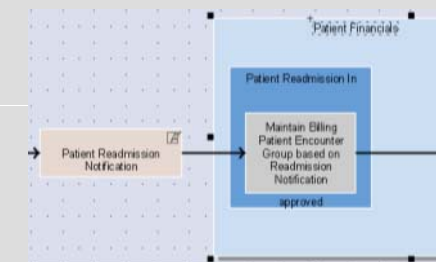 Patient Financials
Patient Readmission In
Patient Readmission
Notification
Maintain Billing
Patient Encounter
Group based on
Readmission
Notification
approved